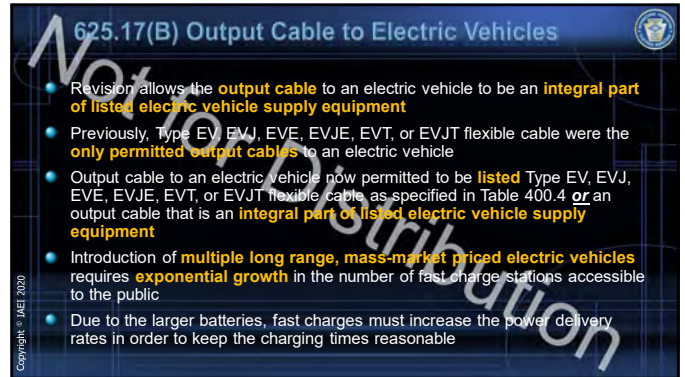 625.17(B) Output Cable to Electric Vehicles
Revision allows the output cable to an electric vehicle to be an integral part
of listed electric vehicle supply equipment
Previously, Type EV, EVJ, EVE, EVJE, EVT, or EVJT flexible cable were the
only permitted output cables to an electric vehicle
Output cable to an electric vehicle now permitted to be listed Type EV, EVJ,
EVE, EVJE, EVT, or EVJT flexible cable as specified in Table 400.4 or an
output cable that is an integral part of listed electric vehicle supply
equipment
Introduction of multiple long range, mass-market priced electric vehicles
requires exponential growth in the number of fast charge stations accessible
to the public
Due to the larger batteries, fast charges must increase the power delivery
rates in order to keep the charging times reasonable
Copyright © IAEI 2020
Not for Distribution